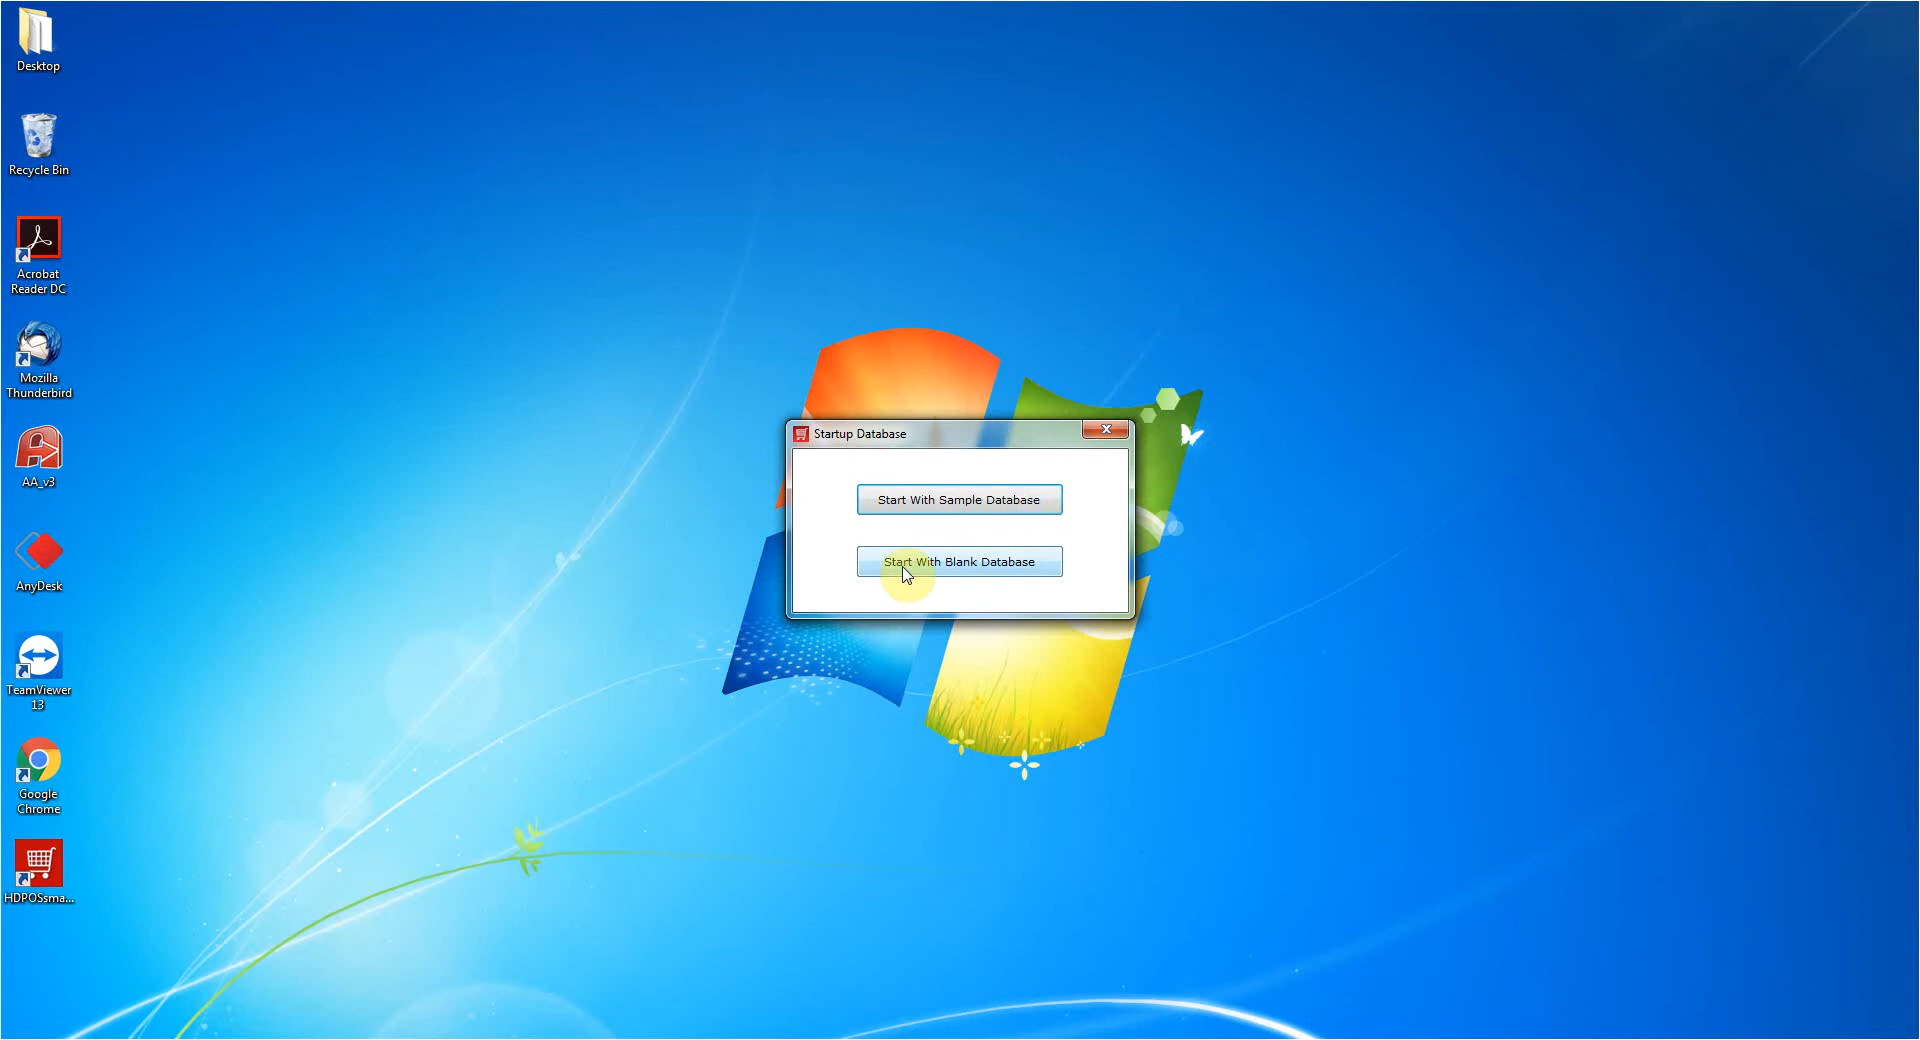 Desktop
Recycle Bin
Acrobat
Reader DC
Mozilla
Thunderbird
AA_v3
AnyDesk
TeamViewer
13
Google
Chrome
HDPOSsma...
Startup Database
Start With Sample Database
Start With Blank Database